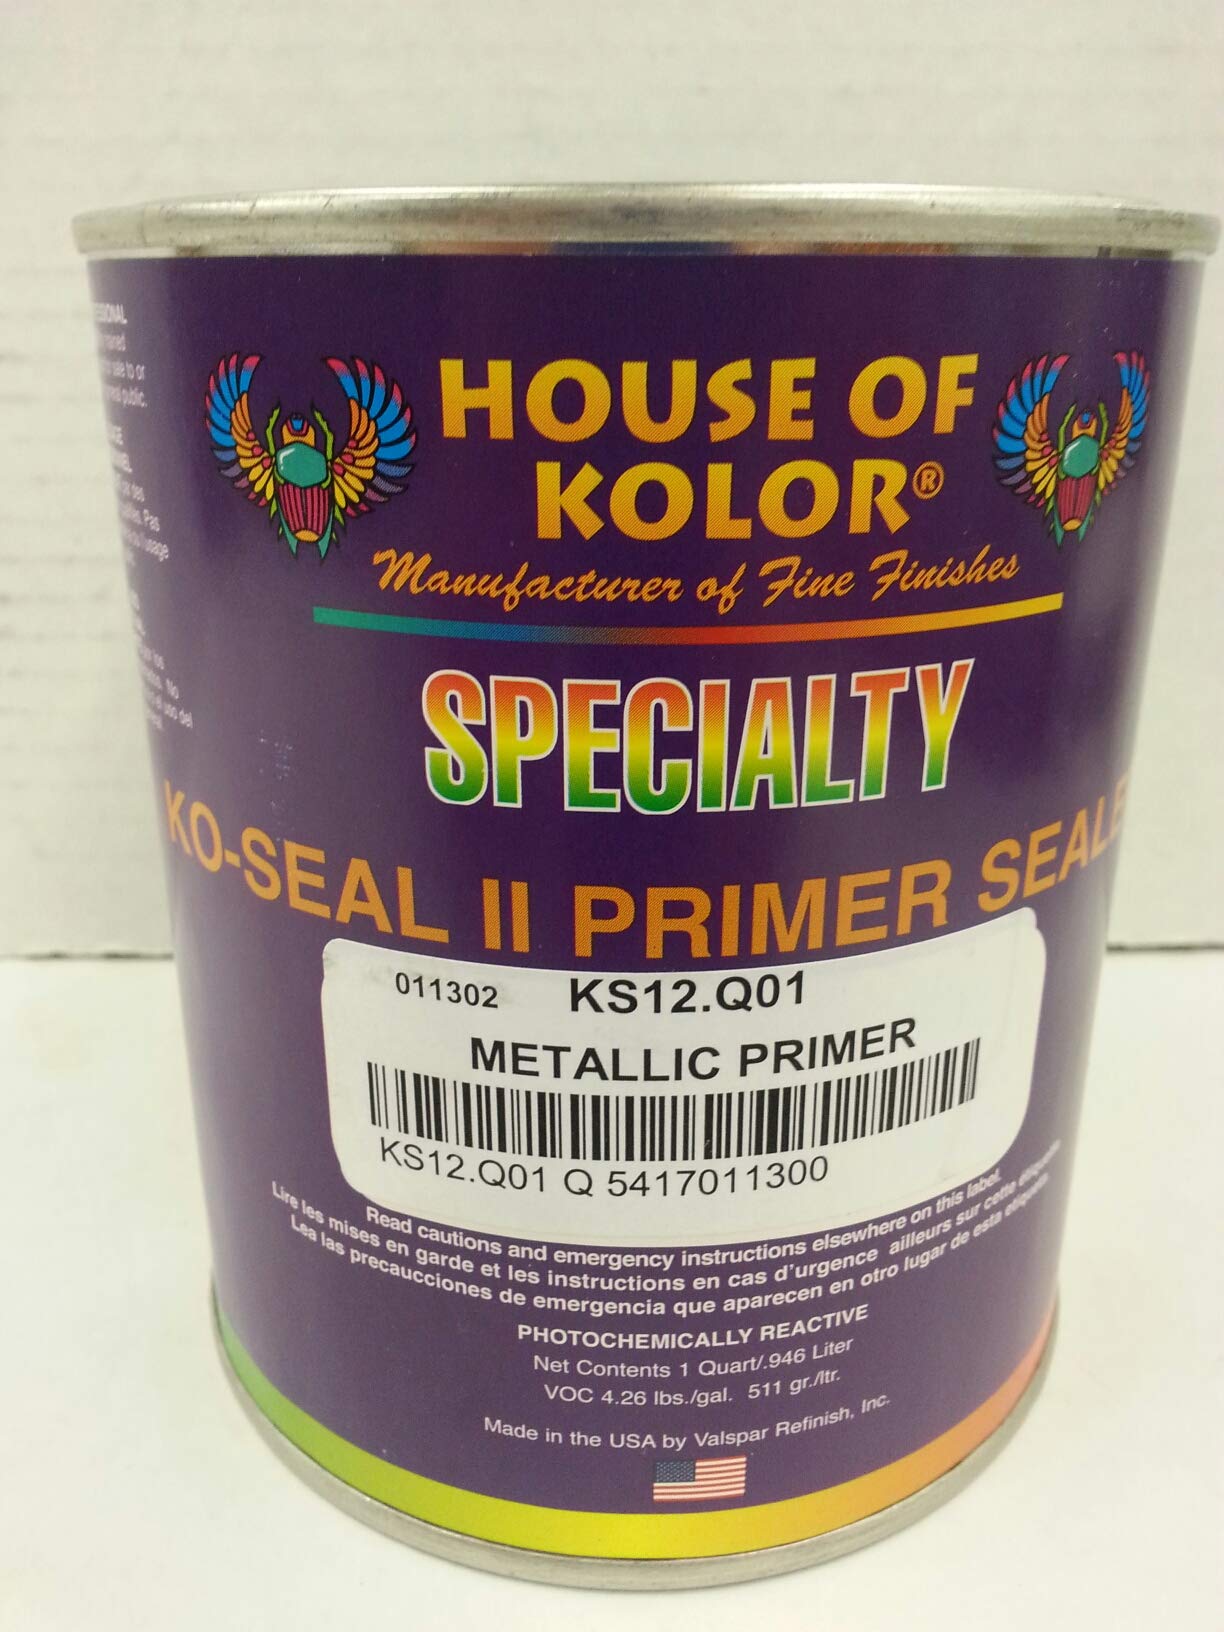 HOUSE OF
KOLOR®
Manufacturer of Fine Finishes
SPECIALTY
KO-SEAL II PRIMER SEALE
011302 KS12.Q01
METALLIC PRIMER
KS12.Q01 Q 5417011300
Read cautions and emergency instructions elsewhere on this label.
Lire les mises en garde et les instructions en cas d'urgence ailleurs sur cette étiquette.
Lea las precaucciones de emergencia que aparecen en otro lugar de esta etiqueta.
PHOTOCHEMICALLY REACTIVE
Net Contents 1 Quart/.946 Liter
VOC 4.26 lbs./gal. 511 gr./ltr.
Made in the USA by Valspar Refinish, Inc.